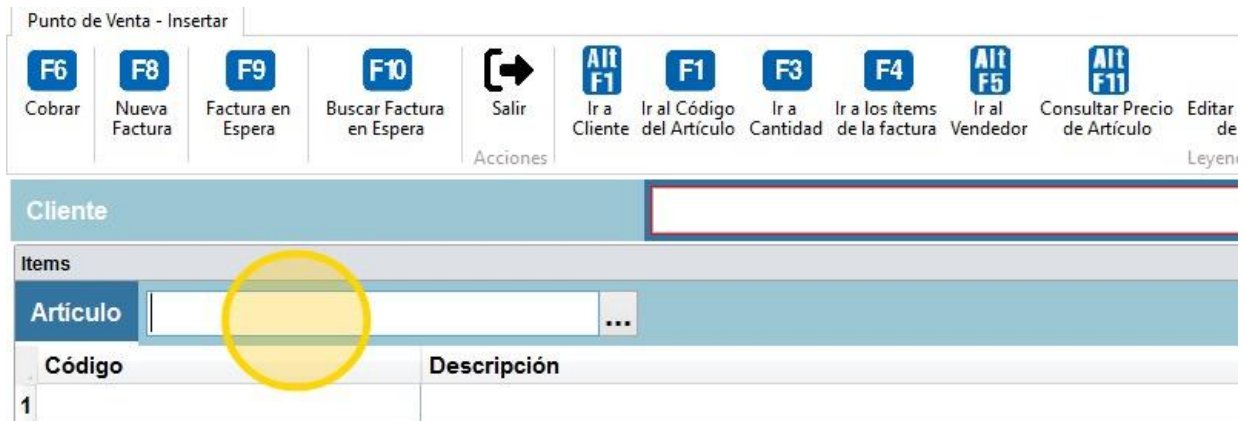 Punto de Venta - Insertar
F6 F8 F9 F10 Alt F1 F1 F3 F4 Alt F5 Alt F11
Cobrar Nueva Factura Factura en Espera Buscar Factura en Espera Salir Ir a Cliente Ir al Código del Artículo Ir a Cantidad Ir a los ítems de la factura Ir al Vendedor Consultar Precio de Artículo Editar de
Acciones
Cliente
Items
Artículo ...
Código Descripción
1